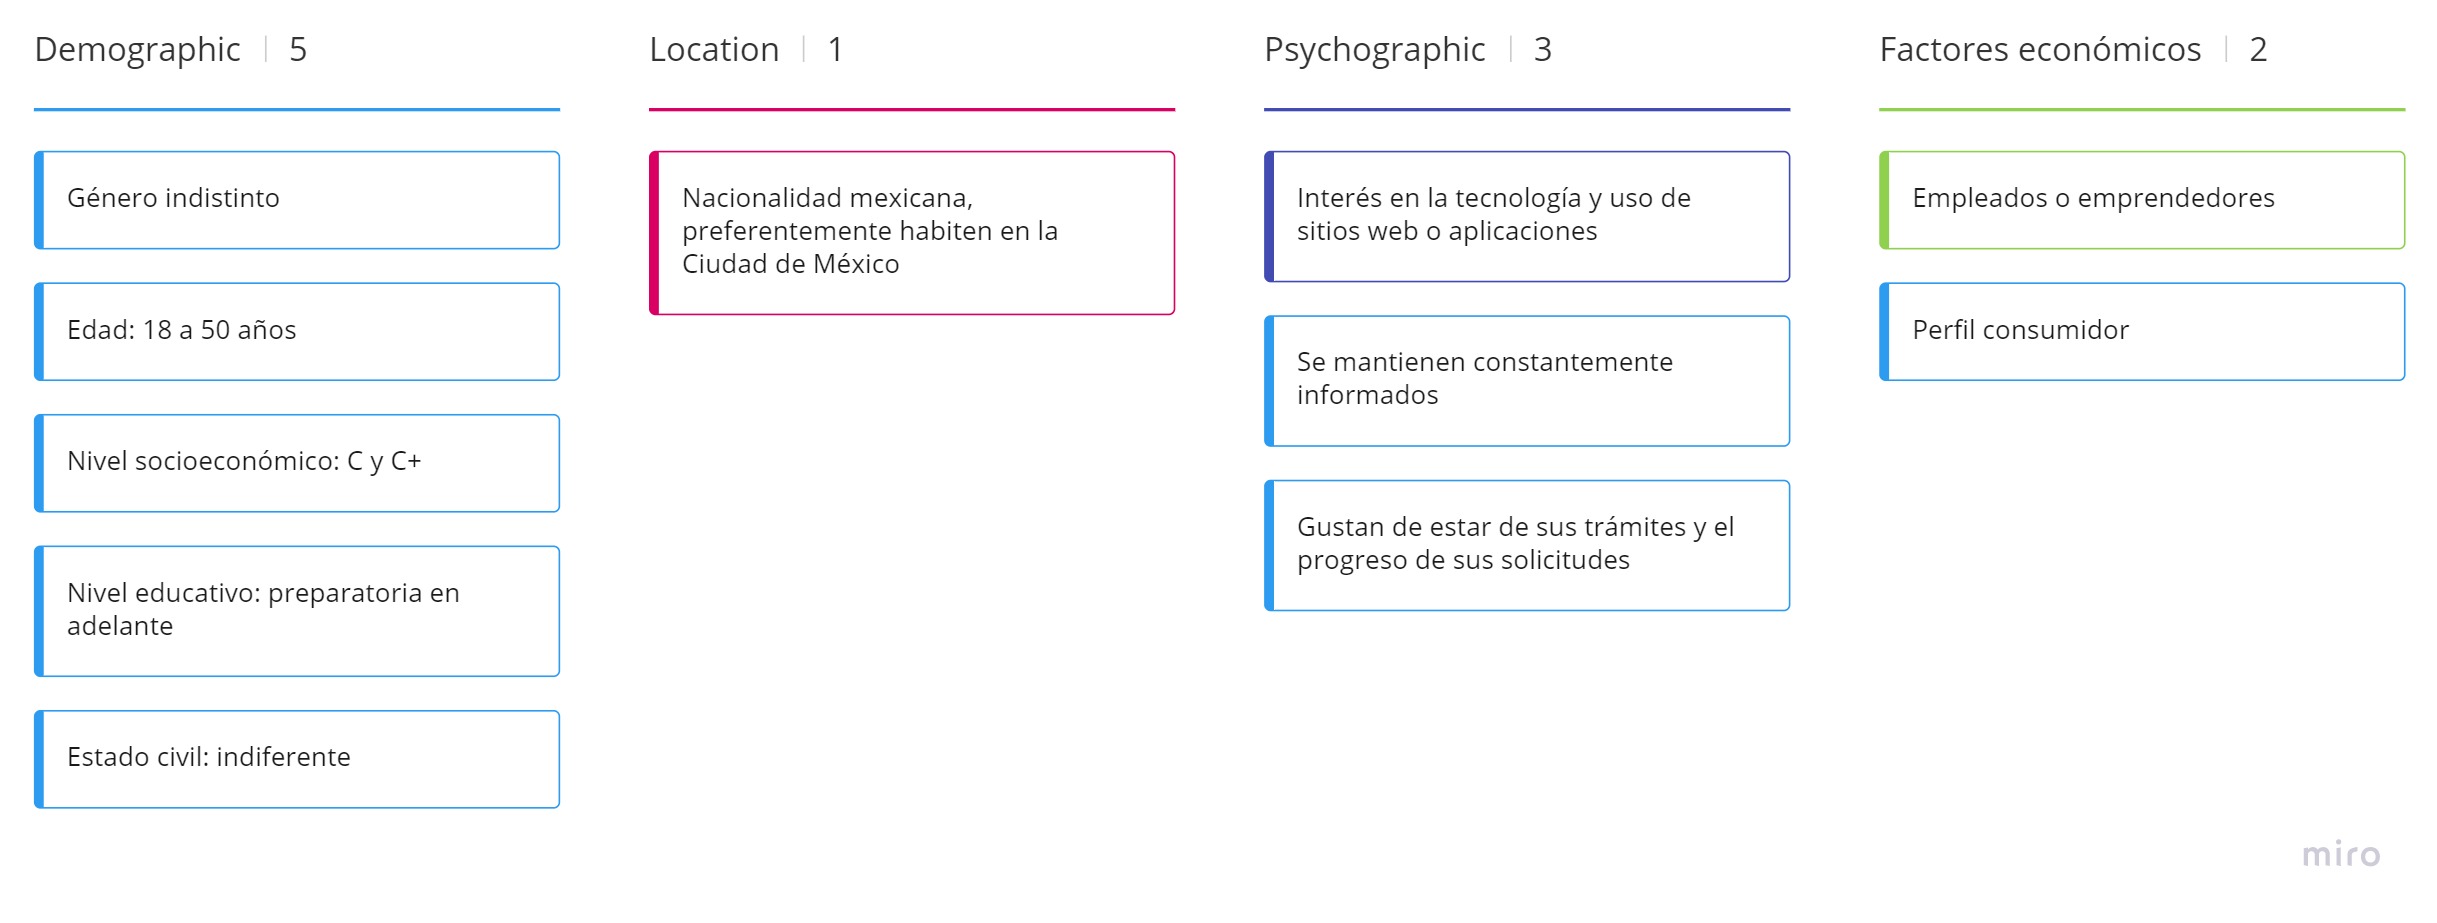 Demographic | 5
Género indistinto
Edad: 18 a 50 años
Nivel socioeconómico: C y C+
Nivel educativo: preparatoria en
adelante
Estado civil: indiferente
Location | 1
Nacionalidad mexicana,
preferentemente habiten en la
Ciudad de México
Psychographic | 3
Interés en la tecnología y uso de
sitios web o aplicaciones
Se mantienen constantemente
informados
Gustan de estar de sus trámites y el
progreso de sus solicitudes
Factores económicos | 2
Empleados o emprendedores
Perfil consumidor
miro